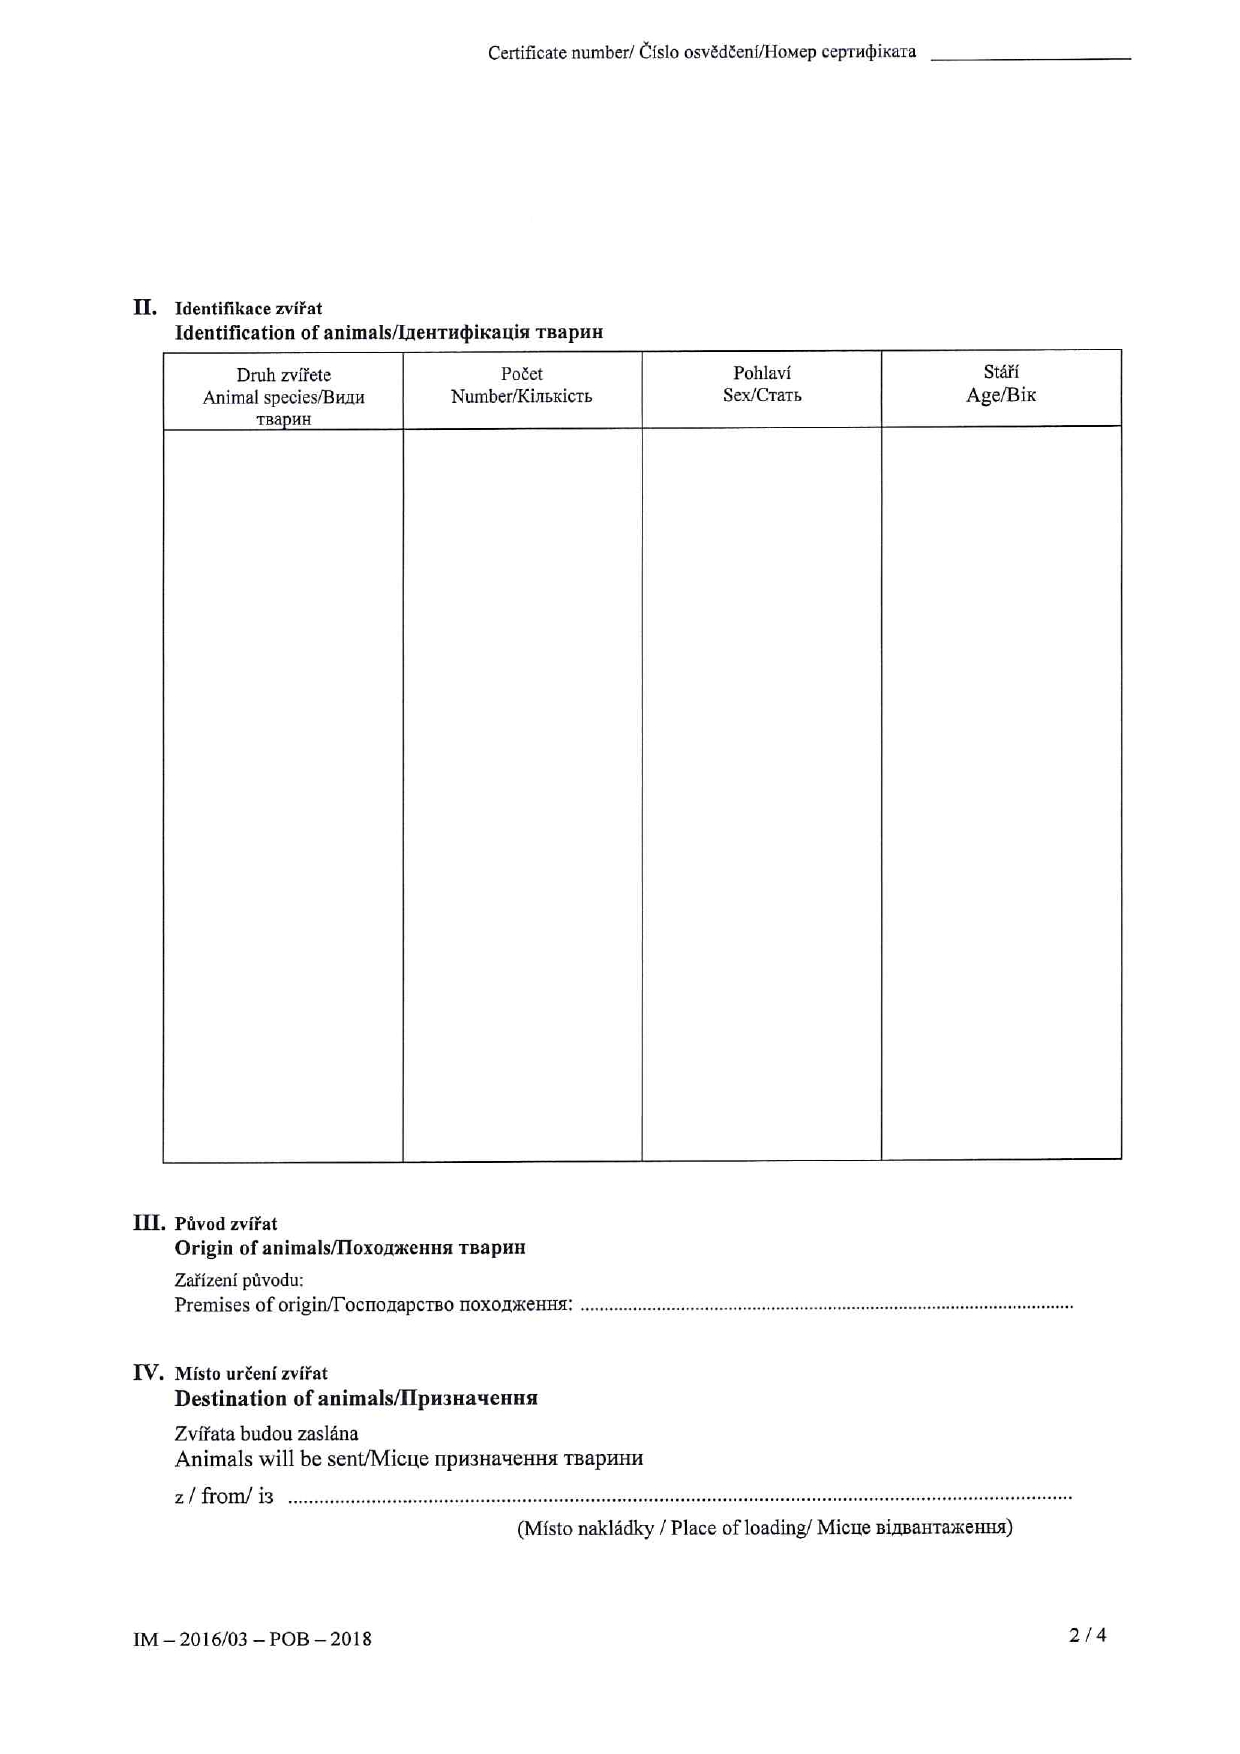 Certificate number/ Číslo osvědčení/Номер сертифіката ____________________
II. Identifikace zvířat
Identification of animals/Ідентифікація тварин
Druh zvířete
Animal species/Види
тварин
Počet
Number/Кількість
Pohlaví
Sex/Стать
Stáří
Age/Вік
III. Původ zvířat
Origin of animals/Походження тварин
Zařízení původu:
Premises of origin/Господарство походження: ........................................................................................................
IV. Místo určení zvířat
Destination of animals/Призначення
Zvířata budou zaslána
Animals will be sent/Місце призначення тварини
z / from/ із ........................................................................................................................................................
(Místo nakládky / Place of loading/ Місце відвантаження)
IM – 2016/03 – POB – 2018
2 / 4